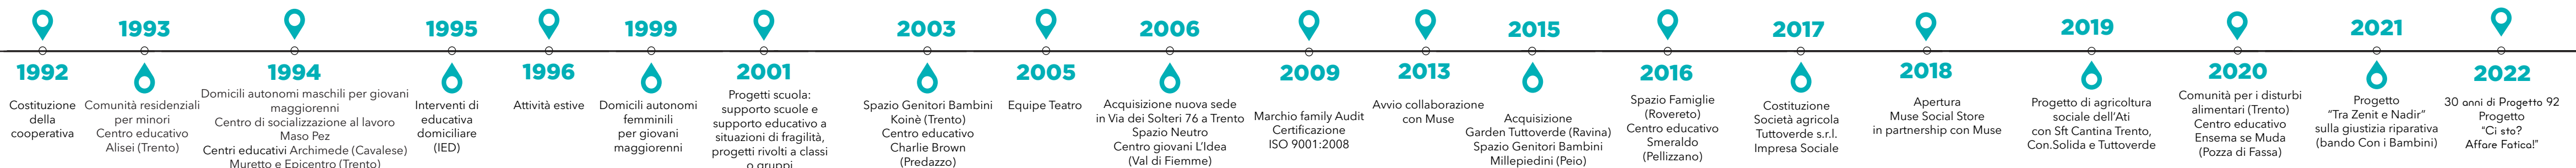 1992
Costituzione
della
cooperativa
1993
Comunità residenziali
per minori
Centro educativo
Alisei (Trento)
1994
Domicili autonomi maschili per giovani
maggiorenni
Centro di socializzazione al lavoro
Maso Pez
Centri educativi Archimede (Cavalese)
Muretto e Epicentro (Trento)
1995
Interventi di
educativa
domiciliare
(IED)
1996
Attività estive
1999
Domicili autonomi
femminili
per giovani
maggiorenni
2001
Progetti scuola:
supporto scuole e
supporto educativo a
situazioni di fragilità,
progetti rivolti a classi
o gruppi
2003
Spazio Genitori Bambini
Koinè (Trento)
Centro educativo
Charlie Brown
(Predazzo)
2005
Equipe Teatro
2006
Acquisizione nuova sede
in Via dei Solteri 76 a Trento
Spazio Neutro
Centro giovani L'Idea
(Val di Fiemme)
2009
Marchio family Audit
Certificazione
ISO 9001:2008
2013
Avvio collaborazione
con Muse
2015
Acquisizione
Garden Tuttoverde (Ravina)
Spazio Genitori Bambini
Millepiedini (Peio)
2016
Spazio Famiglie
(Rovereto)
Centro educativo
Smeraldo
(Pellizzano)
2017
Costituzione
Società agricola
Tuttoverde s.r.l.
Impresa Sociale
2018
Apertura
Muse Social Store
in partnership con Muse
2019
Progetto di agricoltura
sociale dell'Ati
con Sft Cantina Trento,
Con.Solida e Tuttoverde
2020
Comunità per i disturbi
alimentari (Trento)
Centro educativo
Ensema se Muda
(Pozza di Fassa)
2021
Progetto
"Tra Zenit e Nadir"
sulla giustizia riparativa
(bando Con i Bambini)
2022
30 anni di Progetto 92
Progetto
"Ci sto?
Affare Fatica!"